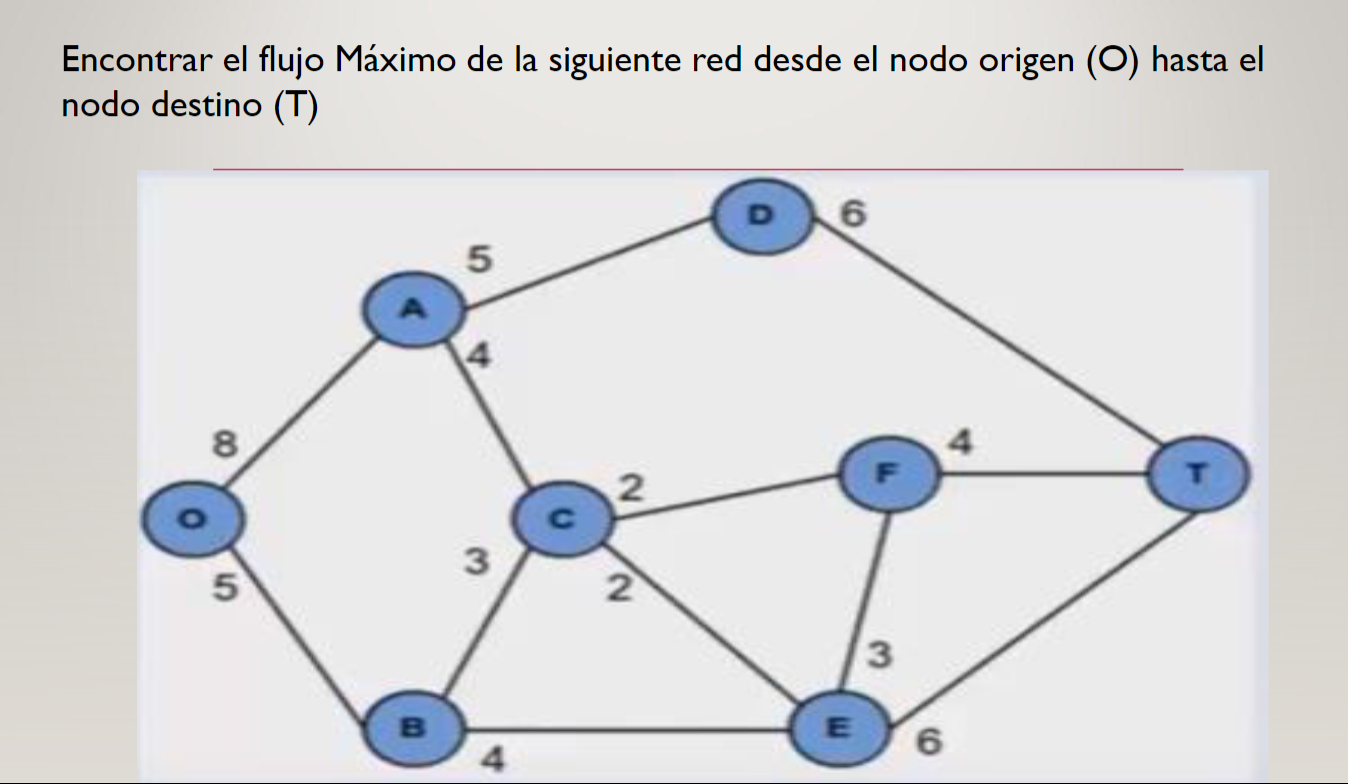 Encontrar el flujo Máximo de la siguiente red desde el nodo origen (O) hasta el
nodo destino (T)
D
6
5
A
4
8
F
4
T
2
O
C
3
5
2
3
B
E
4
6